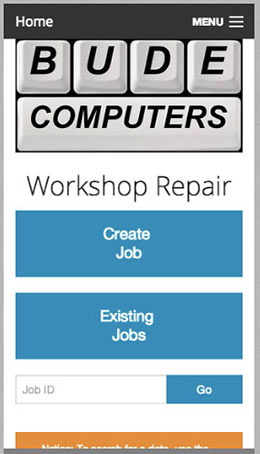 Home MENU
BUDE
COMPUTERS
Workshop Repair
Create
Job
Existing
Jobs
Job ID Go
Notice: To search for a date, use the